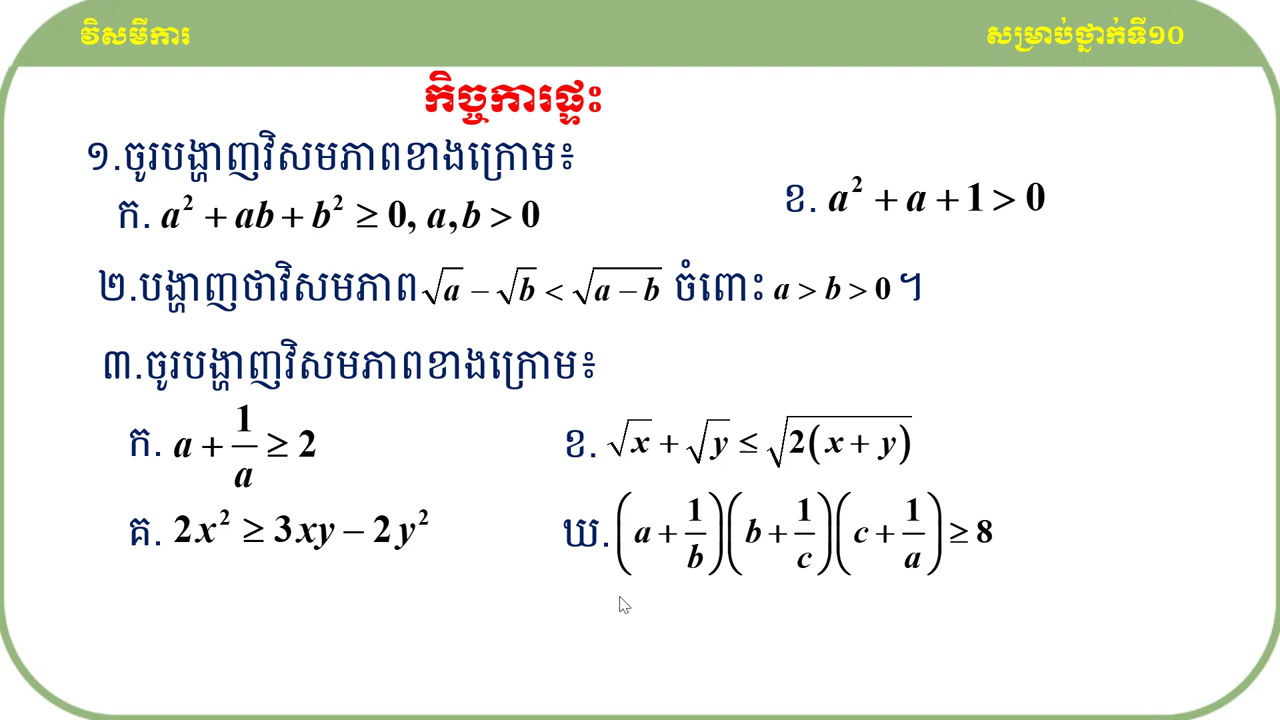 វិសមីការ
សម្រាប់ថ្នាក់ទី១០
កិច្ចការផ្ទះ
១.ចូរបង្ហាញវិសមភាពខាងក្រោម៖
ក. a² + ab + b² ≥ 0, a,b > 0
ខ. a² + a + 1 > 0
២.បង្ហាញថាវិសមភាព √a − √b < √(a − b) ចំពោះ a > b > 0 ។
៣.ចូរបង្ហាញវិសមភាពខាងក្រោម៖
ក. a + 1/a ≥ 2
ខ. √x + √y ≤ √(2(x + y))
គ. 2x² ≥ 3xy − 2y²
ឃ. (a + 1/b)(b + 1/c)(c + 1/a) ≥ 8